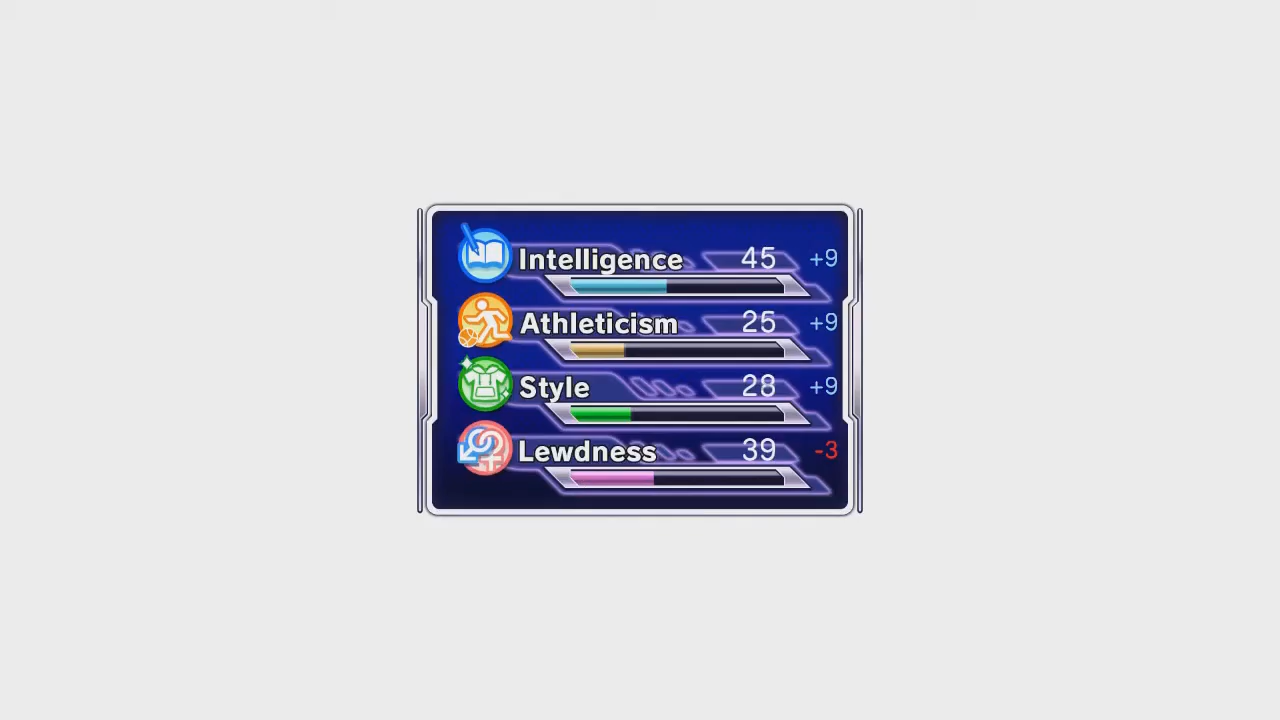 Intelligence 45 +9
Athleticism 25 +9
Style 28 +9
Lewdness 39 -3